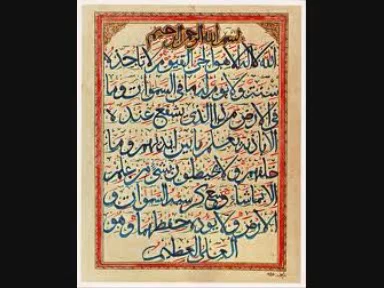 بسم الله الرحمن الرحيم
الله لا اله الا هو الحي القيوم لا تاخذه
سنة ولا نوم له ما في السموات وما
في الارض من ذا الذي يشفع عنده الا
باذنه يعلم ما بين ايديهم وما
خلفهم ولا يحيطون بشيء من علمه
الا بما شاء وسع كرسيه السموات و
الارض ولا يؤده حفظهما وهو
العلي العظيم